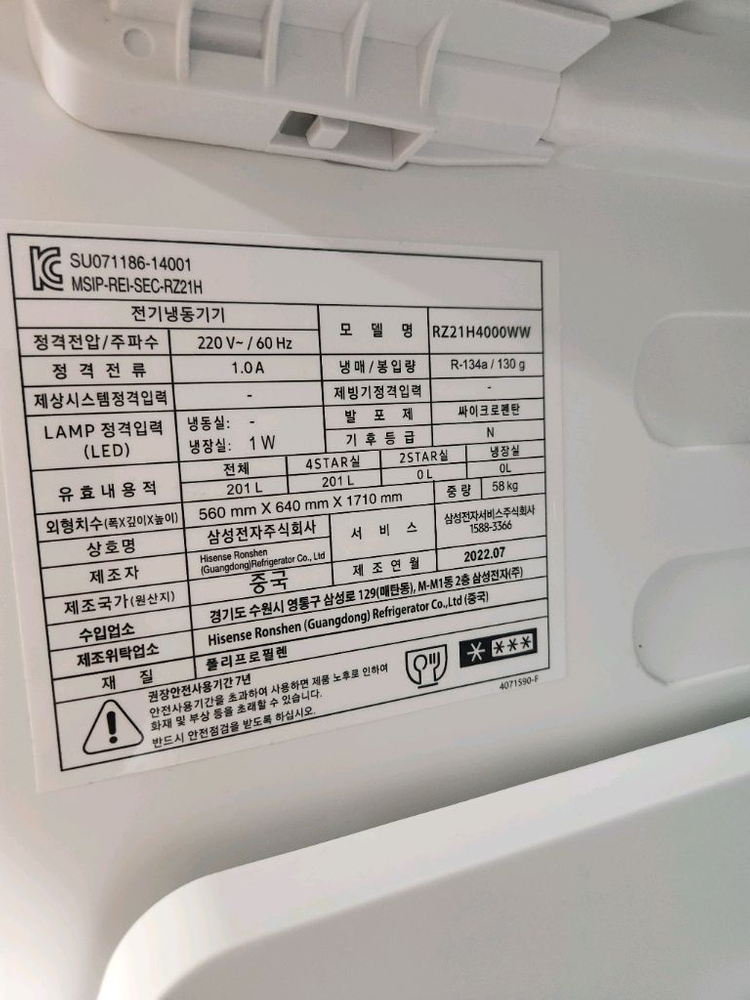 SU071186-14001
MSIP-REI-SEC-RZ21H
전기냉동기기
모 델 명 RZ21H4000WW
정격전압/주파수 220 V~ / 60 Hz
냉매/봉입량 R-134a / 130 g
정 격 전 류 1.0 A
제빙기정격입력 -
제상시스템정격입력 -
발 포 제 싸이크로펜탄
LAMP 정격입력 (LED) 냉동실: -
냉장실: 1 W
기 후 등 급 N
유 효 내 용 적 전체 4STAR실 2STAR실 냉장실
201 L 201 L 0 L 0L
외형치수(폭X깊이X높이) 560 mm X 640 mm X 1710 mm
중 량 58 kg
상호명 삼성전자주식회사
서 비 스 삼성전자서비스주식회사
1588-3366
제조자 Hisense Ronshen
(Guangdong)Refrigerator Co., Ltd
제 조 연 월 2022.07
제조국가(원산지) 중국
수입업소 경기도 수원시 영통구 삼성로 129(매탄동), M-M1동 2층 삼성전자(주)
제조위탁업소 Hisense Ronshen (Guangdong) Refrigerator Co.,Ltd (중국)
재 질 폴리프로필렌
권장안전사용기간 7년
안전사용기간을 초과하여 사용하면 제품 노후로 인하여
화재 및 부상 등을 초래할 수 있습니다.
반드시 안전점검을 받도록 하십시오.
4071590-F